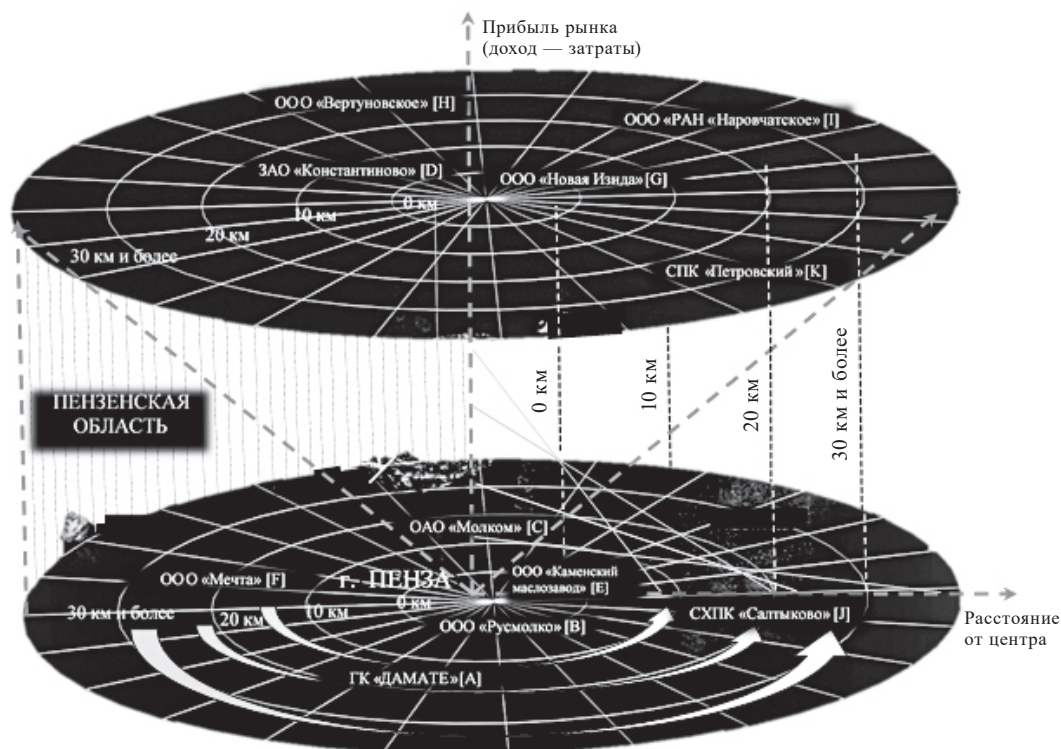 Прибыль рынка
(доход — затраты)
ООО «Вертуновское» [H]
ООО «РАН «Наровчатское» [I]
ЗАО «Константиново» [D]
ООО «Новая Изида» [G]
0 км
10 км
20 км
30 км и более
СПК «Петровский» [K]
ПЕНЗЕНСКАЯ
ОБЛАСТЬ
0 км
10 км
20 км
30 км и более
ОАО «Молком» [C]
ООО «Мечта» [F]
г. ПЕНЗА
ООО «Каменский
маслозавод» [E]
30 км и более
20 км
10 км
0 км
ООО «Русмолко» [B]
СХПК «Салтыково» [J]
ГК «ДАМАТЕ» [A]
Расстояние
от центра